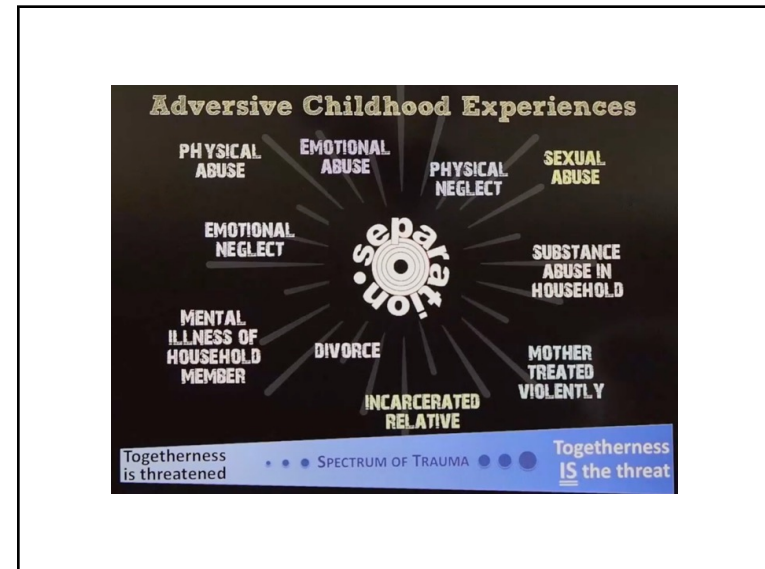 Adversive Childhood Experiences
PHYSICAL
ABUSE
EMOTIONAL
ABUSE
PHYSICAL
NEGLECT
SEXUAL
ABUSE
EMOTIONAL
NEGLECT
separation.
SUBSTANCE
ABUSE IN
HOUSEHOLD
MENTAL
ILLNESS OF
HOUSEHOLD
MEMBER
DIVORCE
MOTHER
TREATED
VIOLENTLY
INCARCERATED
RELATIVE
Togetherness
is threatened
SPECTRUM OF TRAUMA
Togetherness
IS the threat